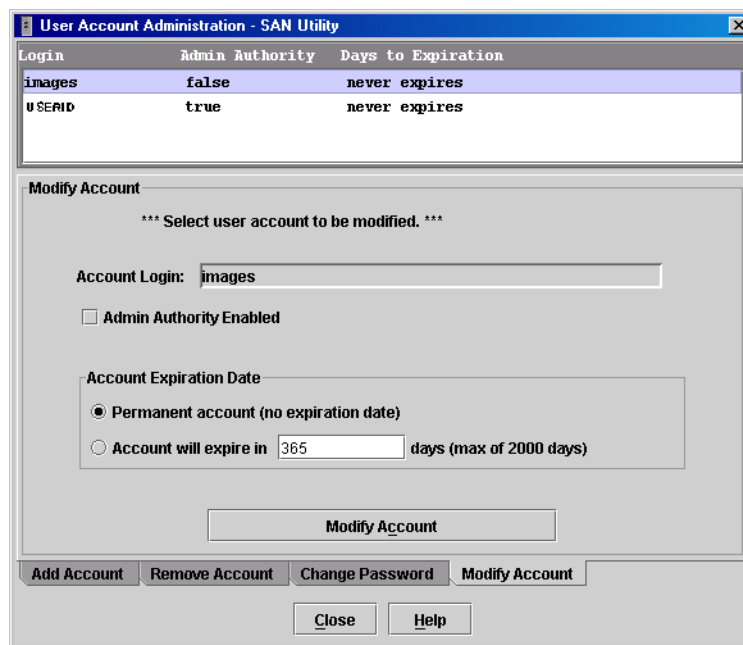 User Account Administration - SAN Utility
Login Admin Authority Days to Expiration
images false never expires
USERID true never expires
Modify Account
*** Select user account to be modified. ***
Account Login: images
Admin Authority Enabled
Account Expiration Date
Permanent account (no expiration date)
Account will expire in 365 days (max of 2000 days)
Modify Account
Add Account Remove Account Change Password Modify Account
Close Help